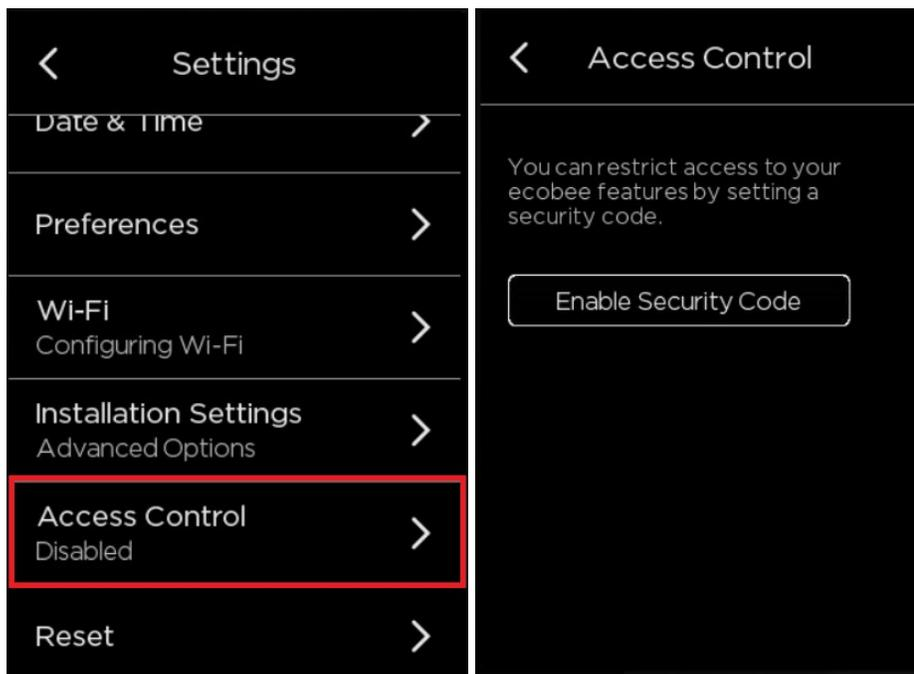 Settings
Date & Time
Preferences
Wi-Fi
Configuring Wi-Fi
Installation Settings
Advanced Options
Access Control
Disabled
Reset
Access Control
You can restrict access to your
ecobee features by setting a
security code.
Enable Security Code